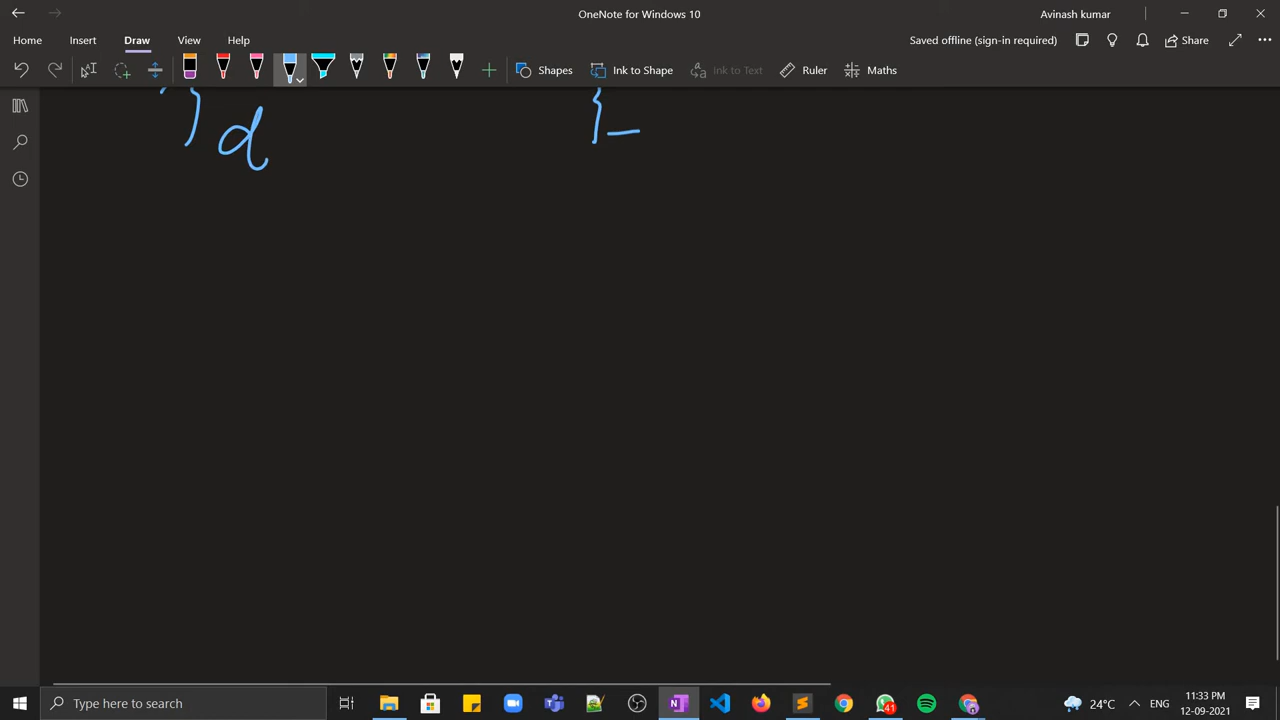 OneNote for Windows 10
Avinash kumar
Home Insert Draw View Help
Saved offline (sign-in required) Share
Shapes Ink to Shape Ink to Text Ruler Maths
} d
{ –
Type here to search
N
41
24°C ENG
11:33 PM
12-09-2021